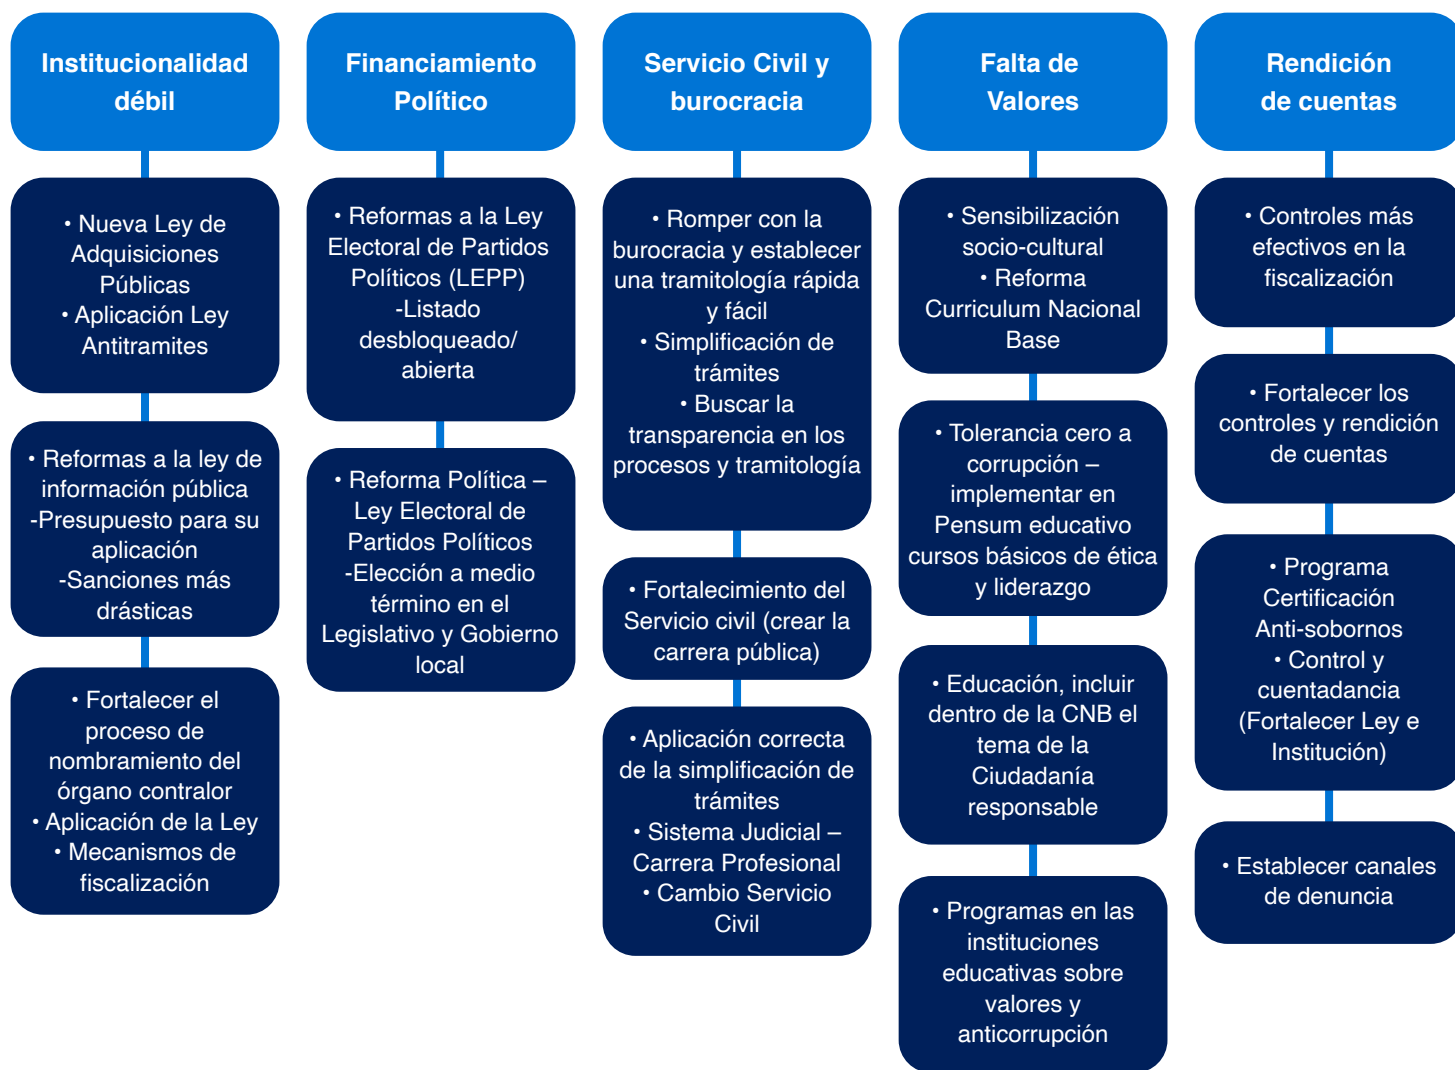 Institucionalidad
débil
• Nueva Ley de
Adquisiciones
Públicas
• Aplicación Ley
Antitramites
• Reformas a la ley de
información pública
-Presupuesto para su
aplicación
-Sanciones más
drásticas
• Fortalecer el
proceso de
nombramiento del
órgano contralor
• Aplicación de la Ley
• Mecanismos de
fiscalización
Financiamiento
Político
• Reformas a la Ley
Electoral de Partidos
Políticos (LEPP)
-Listado
desbloqueado/
abierta
• Reforma Política –
Ley Electoral de
Partidos Políticos
-Elección a medio
término en el
Legislativo y Gobierno
local
Servicio Civil y
burocracia
• Romper con la
burocracia y establecer
una tramitología rápida
y fácil
• Simplificación de
trámites
• Buscar la
transparencia en los
procesos y tramitología
• Fortalecimiento del
Servicio civil (crear la
carrera pública)
• Aplicación correcta
de la simplificación de
trámites
• Sistema Judicial –
Carrera Profesional
• Cambio Servicio
Civil
Falta de
Valores
• Sensibilización
socio-cultural
• Reforma
Curriculum Nacional
Base
• Tolerancia cero a
corrupción –
implementar en
Pensum educativo
cursos básicos de ética
y liderazgo
• Educación, incluir
dentro de la CNB el
tema de la
Ciudadanía
responsable
• Programas en las
instituciones
educativas sobre
valores y
anticorrupción
Rendición
de cuentas
• Controles más
efectivos en la
fiscalización
• Fortalecer los
controles y rendición
de cuentas
• Programa
Certificación
Anti-sobornos
• Control y
cuentadancia
(Fortalecer Ley e
Institución)
• Establecer canales
de denuncia